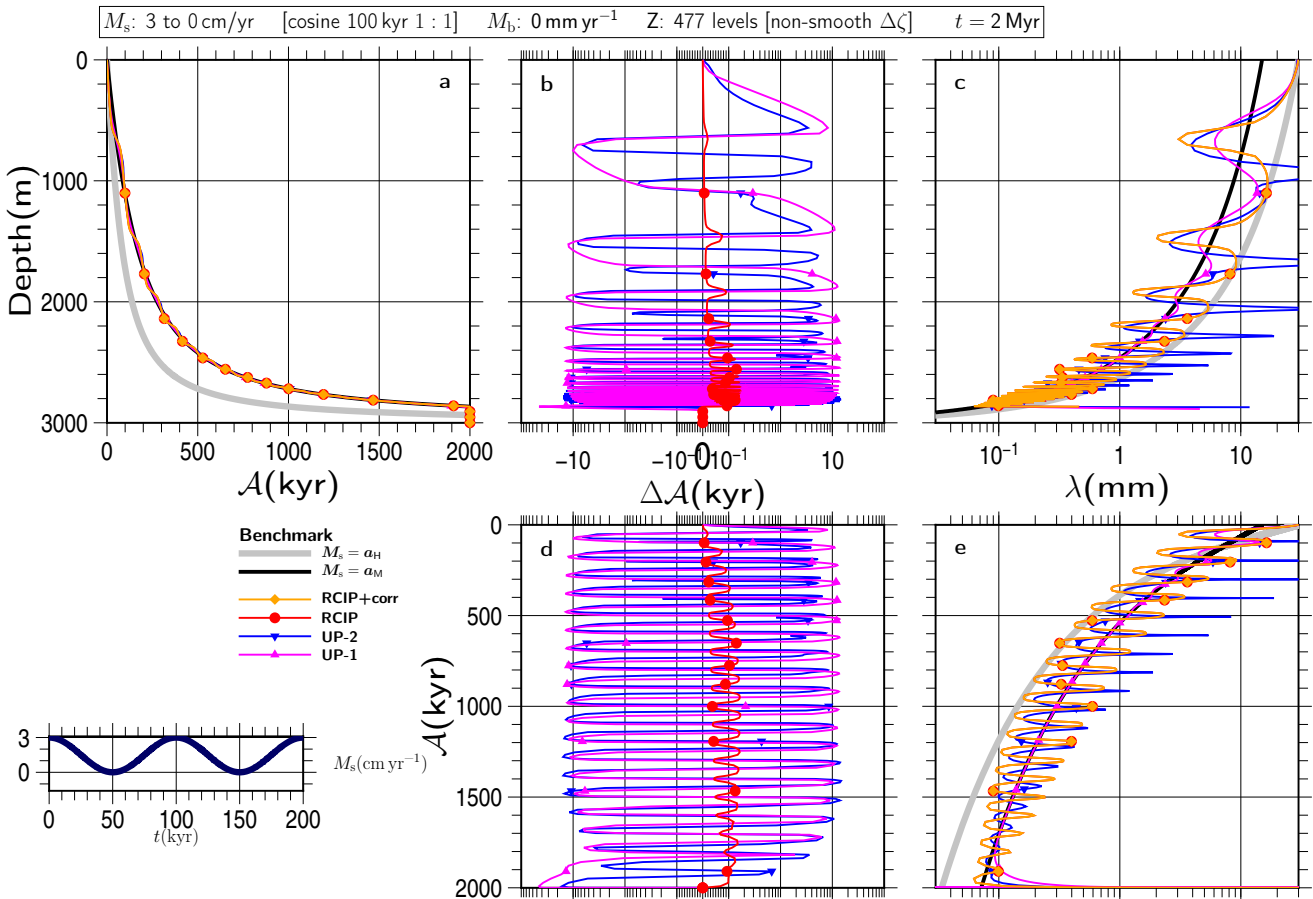 Mₛ: 3 to 0 cm/yr [cosine 100 kyr 1 : 1] M_b: 0 mm yr⁻¹ Z: 477 levels [non-smooth Δζ] t = 2 Myr
a b c
0
1000
2000
3000
Depth(m)
0 500 1000 1500 2000
𝒜(kyr)
−10 −10⁻¹ 0 10⁻¹ 10
Δ𝒜(kyr)
10⁻¹ 1 10
λ(mm)
Benchmark
Mₛ = a_H
Mₛ = a_M
RCIP+corr
RCIP
UP-2
UP-1
d e
0
500
1000
1500
2000
𝒜(kyr)
3
0
Mₛ(cm yr⁻¹)
0 50 100 150 200
t(kyr)